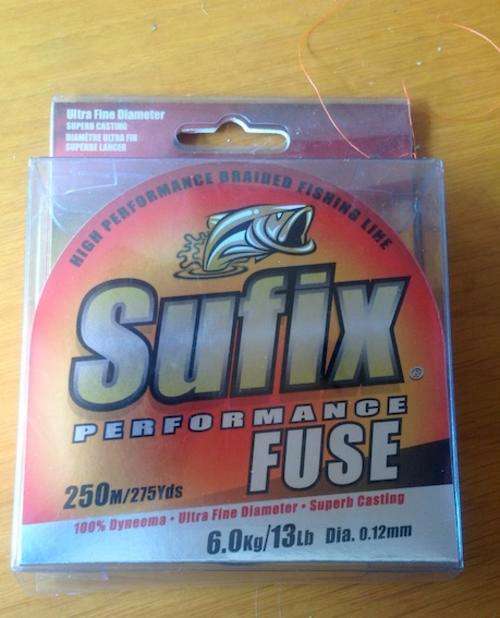 Ultra Fine Diameter
SUPERB CASTING
DIAMÈTRE ULTRA FIN
SUPERBE LANCER
HIGH PERFORMANCE BRAIDED FISHING LINE
Sufix®
PERFORMANCE
FUSE
250M/275Yds
100% Dyneema • Ultra Fine Diameter • Superb Casting
6.0Kg/13Lb Dia. 0.12mm